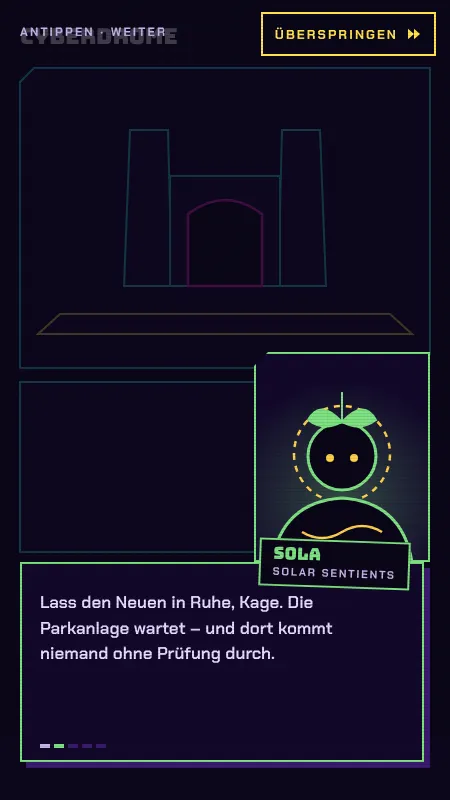 ANTIPPEN · WEITER
CYBERDROME
ÜBERSPRINGEN
SOLA
SOLAR SENTIENTS
Lass den Neuen in Ruhe, Kage. Die
Parkanlage wartet – und dort kommt
niemand ohne Prüfung durch.